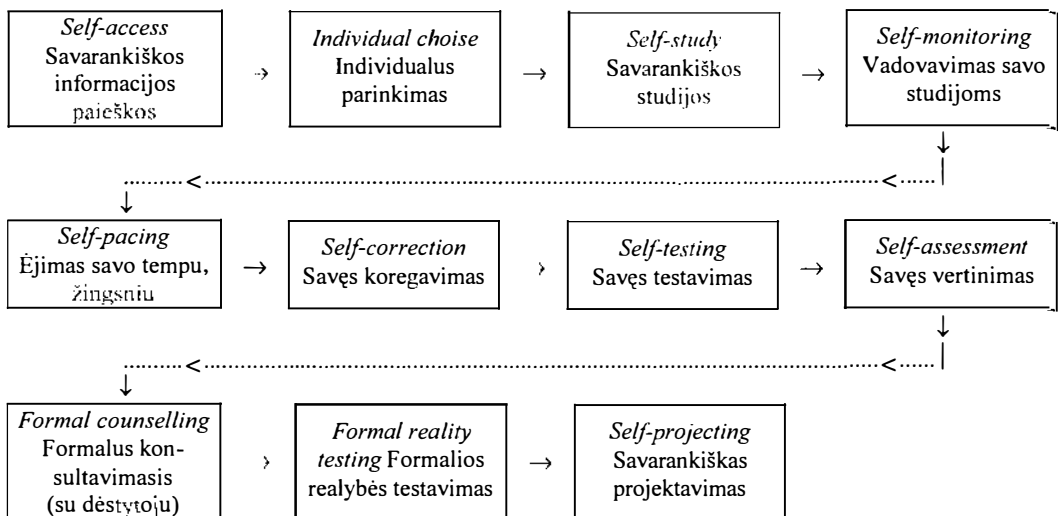 Self-access
Savarankiškos
informacijos
paieškos
Individual choise
Individualus
parinkimas
Self-study
Savarankiškos
studijos
Self-monitoring
Vadovavimas savo
studijoms
Self-pacing
Ėjimas savo tempu,
žingsniu
Self-correction
Savęs koregavimas
Self-testing
Savęs testavimas
Self-assessment
Savęs vertinimas
Formal counselling
Formalus kon-
sultavimasis
(su dėstytoju)
Formal reality
testing Formalios
realybės testavimas
Self-projecting
Savarankiškas
projektavimas